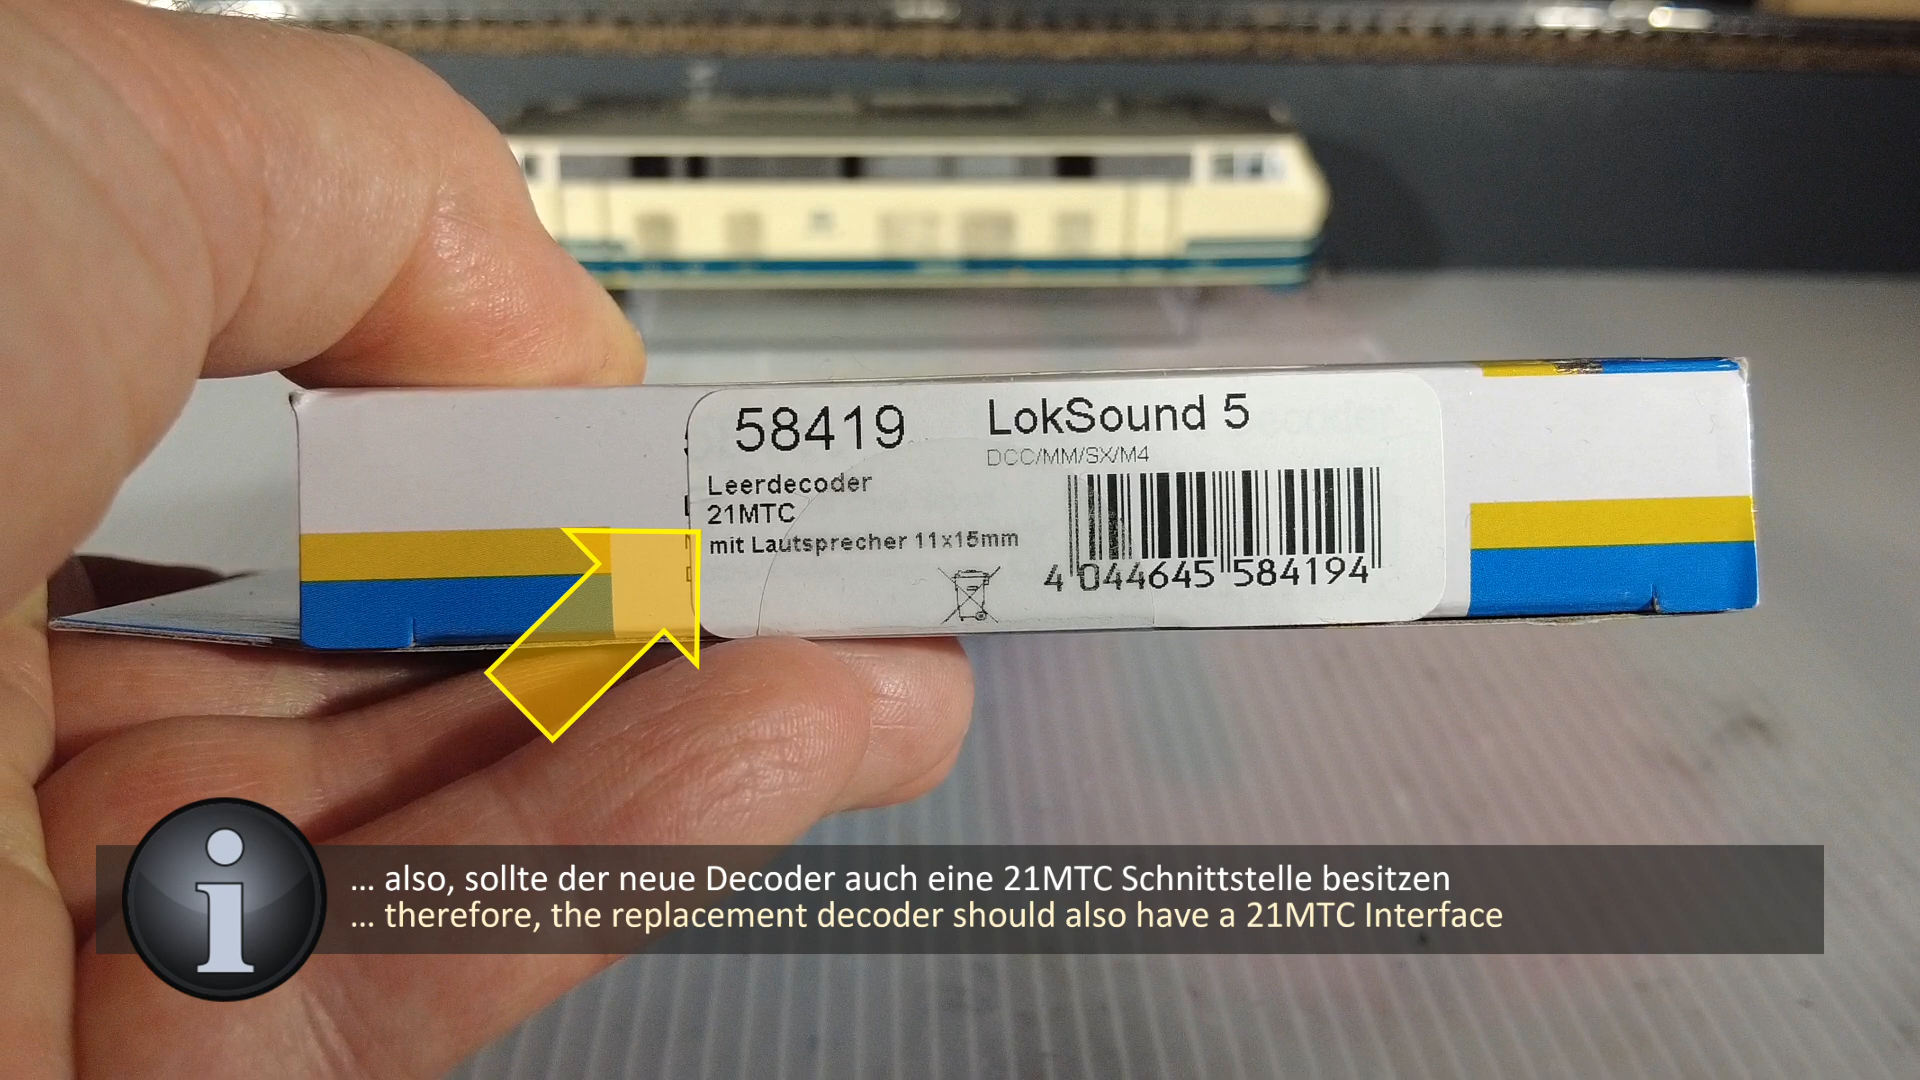 58419
LokSound 5
DCC/MM/SX/M4
Leerdecoder
21MTC
mit Lautsprecher 11x15mm
4 044645 584194
... also, sollte der neue Decoder auch eine 21MTC Schnittstelle besitzen
... therefore, the replacement decoder should also have a 21MTC Interface